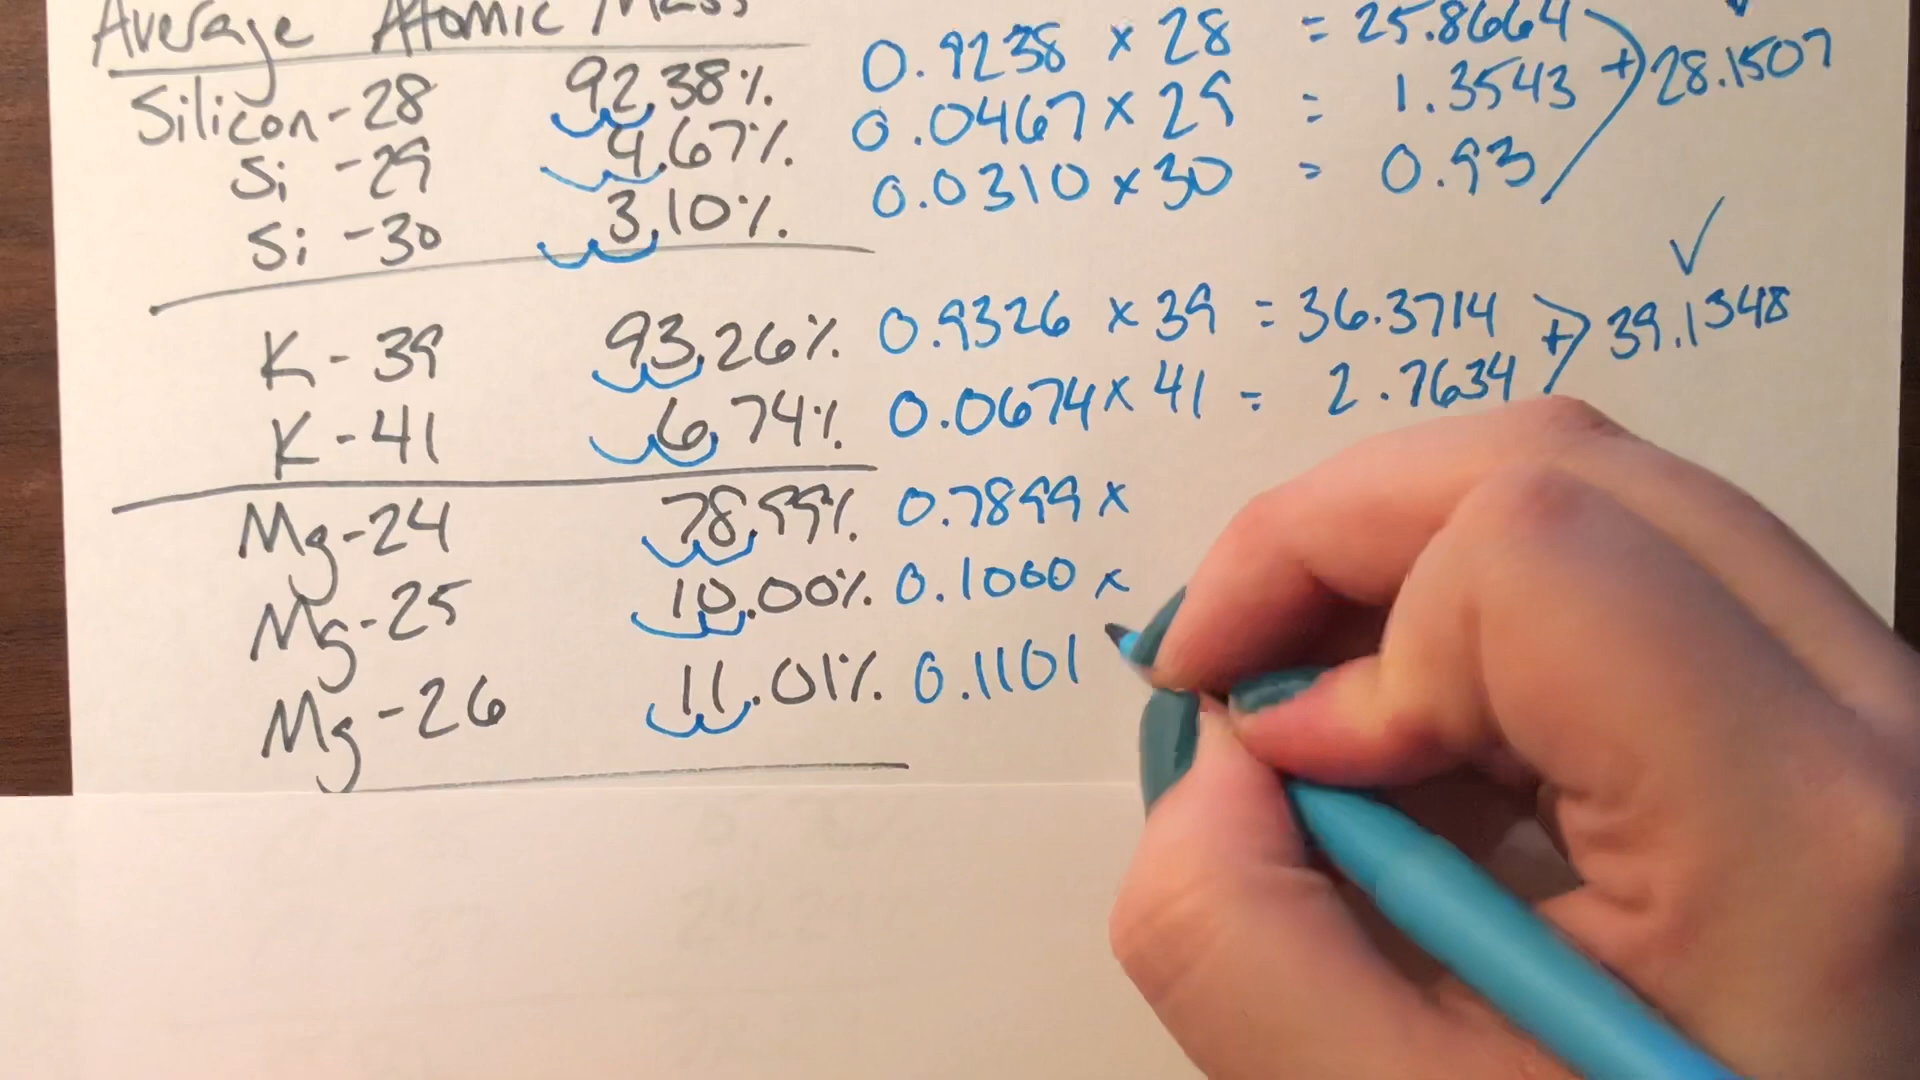 Average Atomic Mass
Silicon-28 92.38% 0.9238 x 28 = 25.8664
Si -29 4.67% 0.0467 x 29 = 1.3543 + 28.1507
Si -30 3.10% 0.0310 x 30 = 0.93
K - 39 93.26% 0.9326 x 39 = 36.3714 + 39.1348
K - 41 6.74% 0.0674 x 41 = 2.7634
Mg-24 78.99% 0.7899 x
Mg-25 10.00% 0.1000 x
Mg-26 11.01% 0.1101